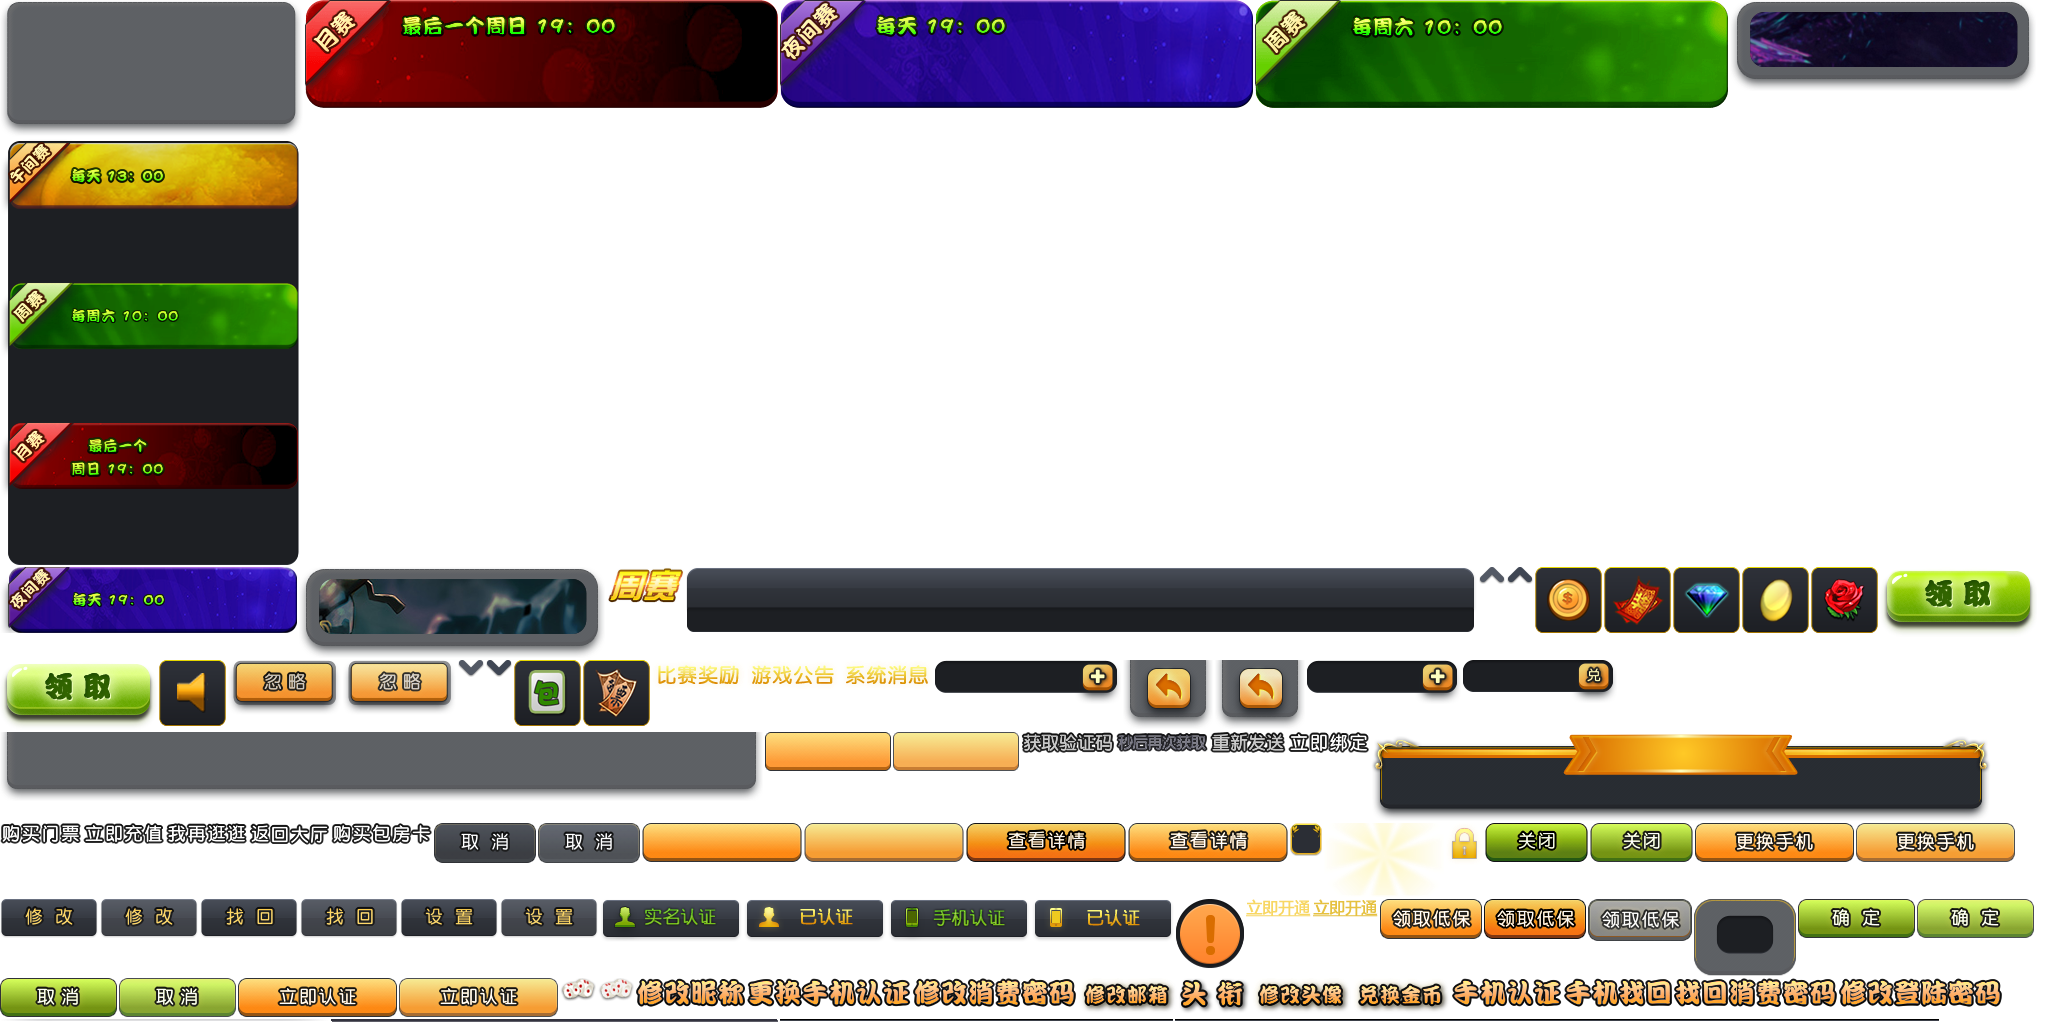 月赛
最后一个周日 19：00
夜间赛
每天 19：00
周赛
每周六 10：00
午间赛
每天 13：00
周赛
每周六 10：00
月赛
最后一个
周日 19：00
夜间赛
每天 19：00
周赛
领取
领取
忽略
忽略
比赛奖励
游戏公告
系统消息
兑
获取验证码
秒后再次获取
重新发送
立即绑定
购买门票
立即充值
我再逛逛
返回大厅
购买包房卡
取 消
取 消
查看详情
查看详情
关闭
关闭
更换手机
更换手机
修 改
修 改
找 回
找 回
设 置
设 置
实名认证
已认证
手机认证
已认证
立即开通
立即开通
领取低保
领取低保
领取低保
确 定
确 定
取 消
取 消
立即认证
立即认证
修改昵称
更换手机认证
修改消费密码
修改邮箱
头 衔
修改头像
兑换金币
手机认证
手机找回
找回消费密码
修改登陆密码